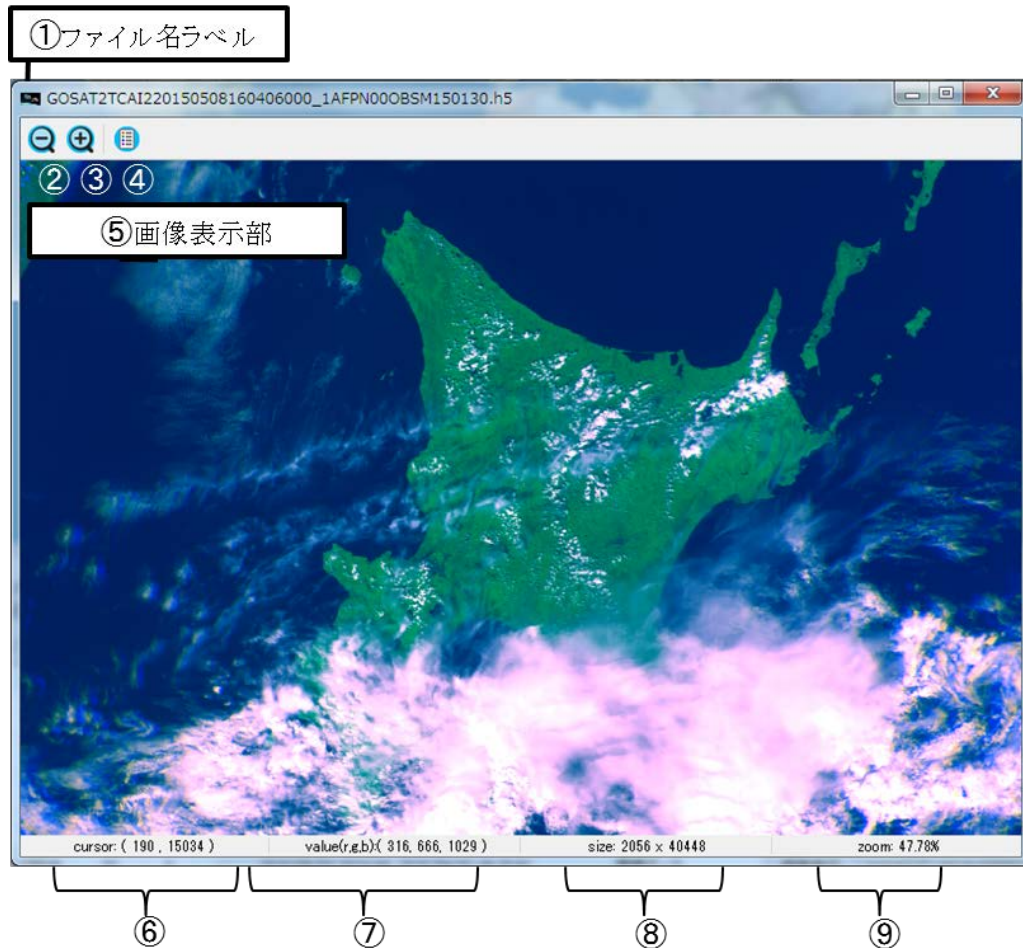 ①ファイル名ラベル
GOSAT2TCAI220150508160406000_1AFPN00OBSM150130.h5
② ③ ④
⑤画像表示部
cursor: ( 190 , 15034 ) value(r,g,b):( 316, 666, 1029 ) size: 2056 x 40448 zoom: 47.78%
⑥ ⑦ ⑧ ⑨